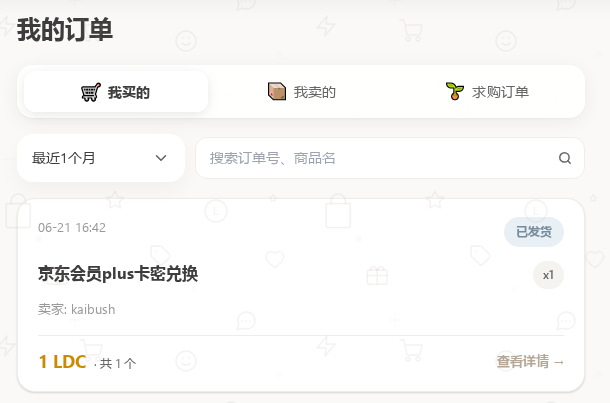 我的订单
我买的
我卖的
求购订单
最近1个月
搜索订单号、商品名
06-21 16:42
已发货
京东会员plus卡密兑换
x1
卖家: kaibush
1 LDC · 共 1 个
查看详情 →